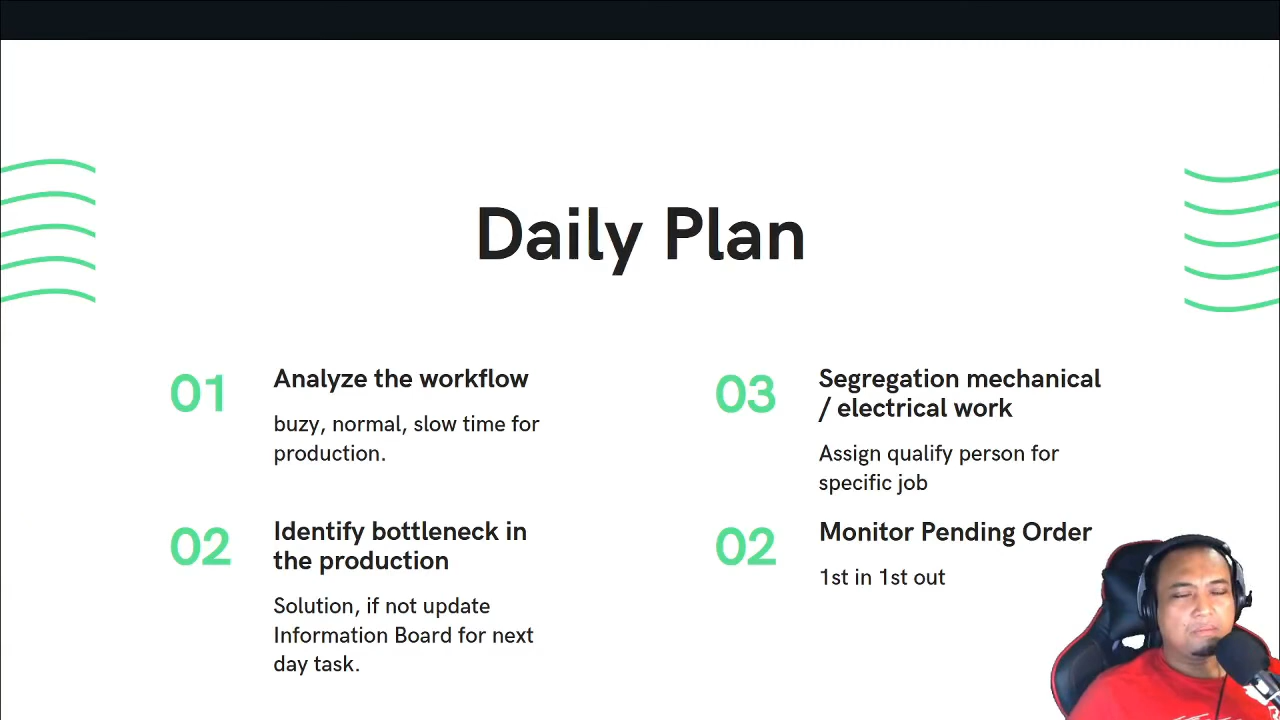 Daily Plan
01
Analyze the workflow
buzy, normal, slow time for
production.
02
Identify bottleneck in
the production
Solution, if not update
Information Board for next
day task.
03
Segregation mechanical
/ electrical work
Assign qualify person for
specific job
02
Monitor Pending Order
1st in 1st out